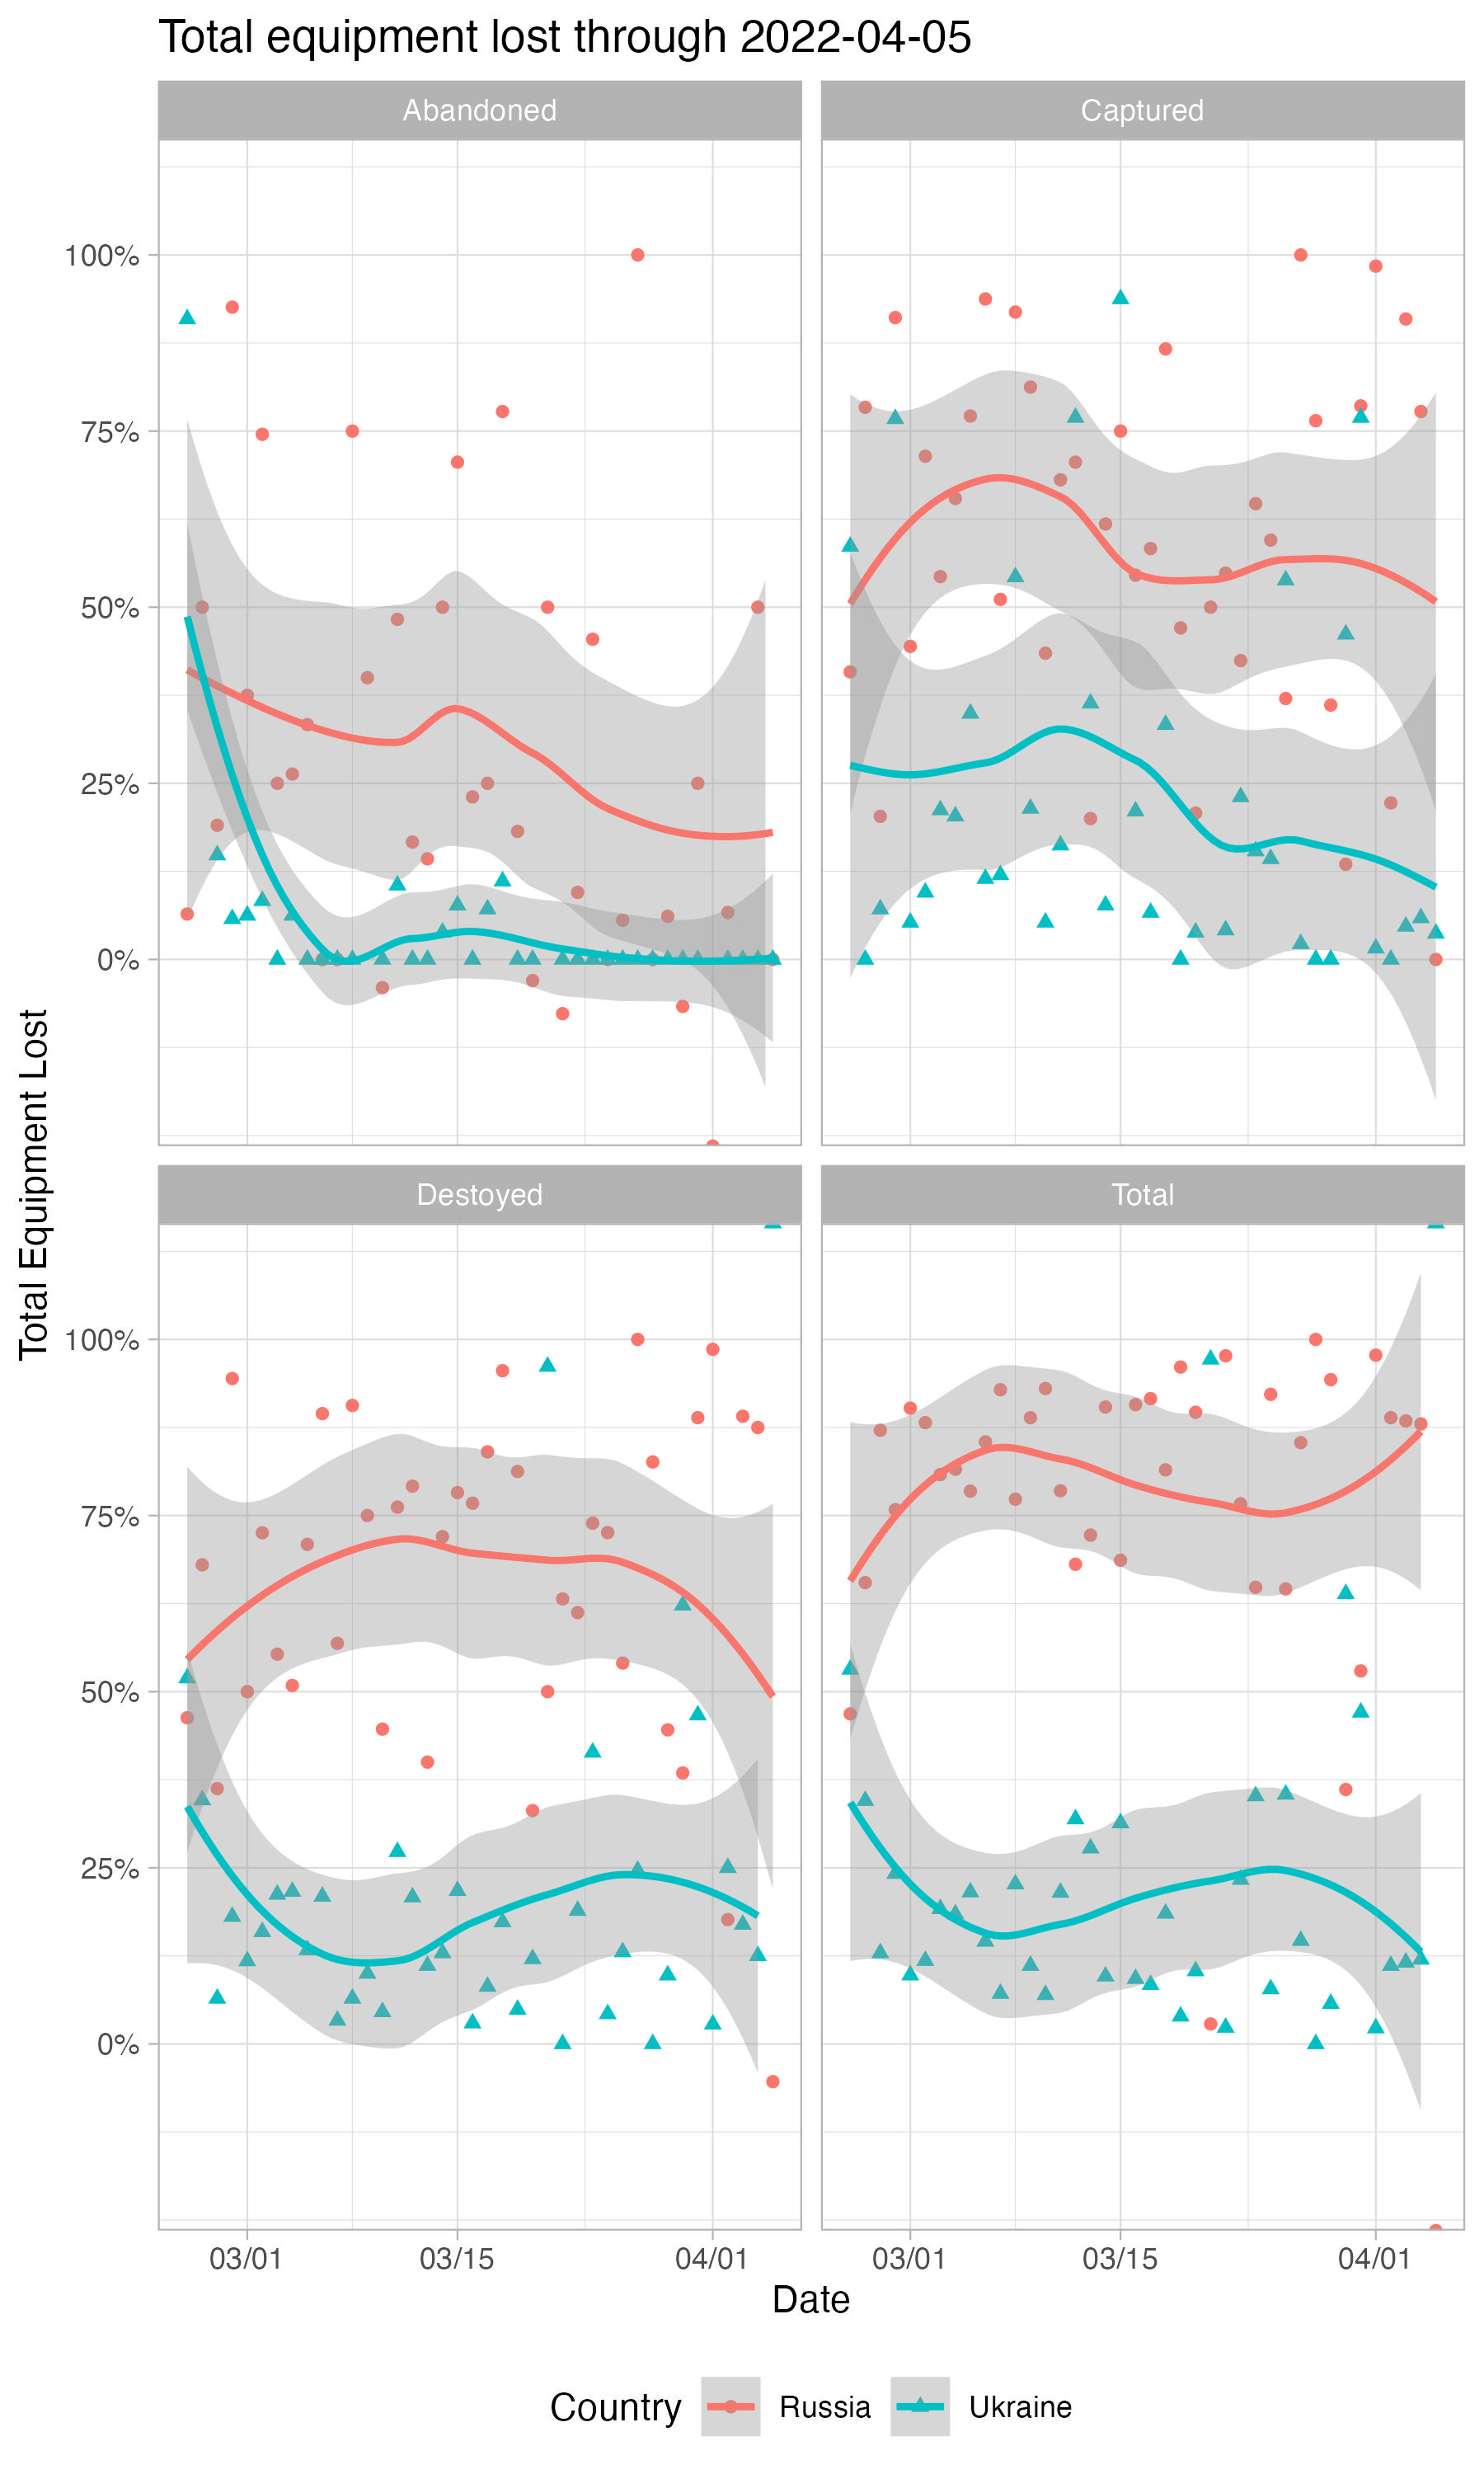 Total equipment lost through 2022-04-05
Abandoned
Captured
100%
75%
50%
25%
0%
Total Equipment Lost
Destoyed
Total
100%
75%
50%
25%
0%
03/01
03/15
04/01
03/01
03/15
04/01
Date
Country
Russia
Ukraine